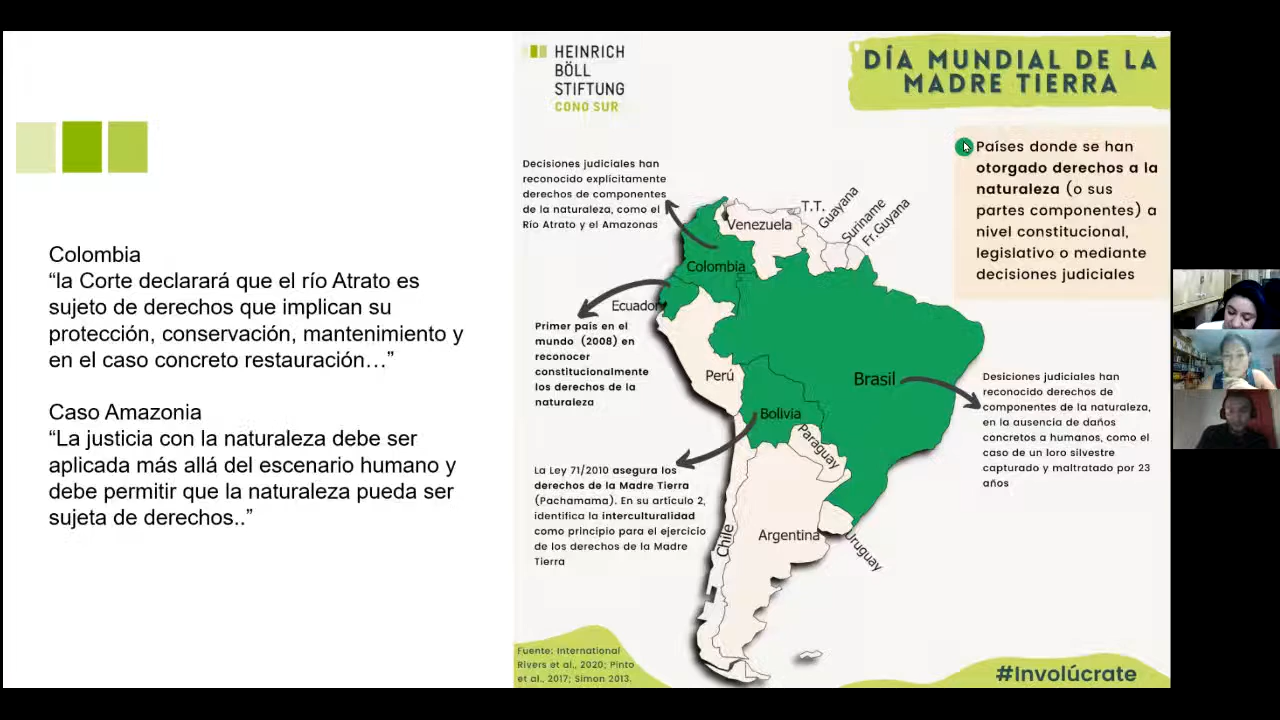 Colombia
“la Corte declarará que el río Atrato es
sujeto de derechos que implican su
protección, conservación, mantenimiento y
en el caso concreto restauración…”
Caso Amazonia
“La justicia con la naturaleza debe ser
aplicada más allá del escenario humano y
debe permitir que la naturaleza pueda ser
sujeta de derechos..”
HEINRICH
BÖLL
STIFTUNG
CONO SUR
DÍA MUNDIAL DE LA
MADRE TIERRA
Países donde se han
otorgado derechos a la
naturaleza (o sus
partes componentes) a
nivel constitucional,
legislativo o mediante
decisiones judiciales
Decisiones judiciales han
reconocido explícitamente
derechos de componentes
de la naturaleza, como el
Río Atrato y el Amazonas
Primer país en el
mundo (2008) en
reconocer
constitucionalmente
los derechos de la
naturaleza
La Ley 71/2010 asegura los
derechos de la Madre Tierra
(Pachamama). En su artículo 2,
identifica la interculturalidad
como principio para el ejercicio
de los derechos de la Madre
Tierra
T.T.
Guayana
Suriname
Fr.Guyana
Venezuela
Colombia
Ecuador
Perú
Brasil
Bolivia
Paraguay
Chile
Argentina
Uruguay
Desiciones judiciales han
reconocido derechos de
componentes de la naturaleza,
en la ausencia de daños
concretos a humanos, como el
caso de un loro silvestre
capturado y maltratado por 23
años
Fuente: International
Rivers et al., 2020; Pinto
et al., 2017; Simon 2013.
#Involúcrate